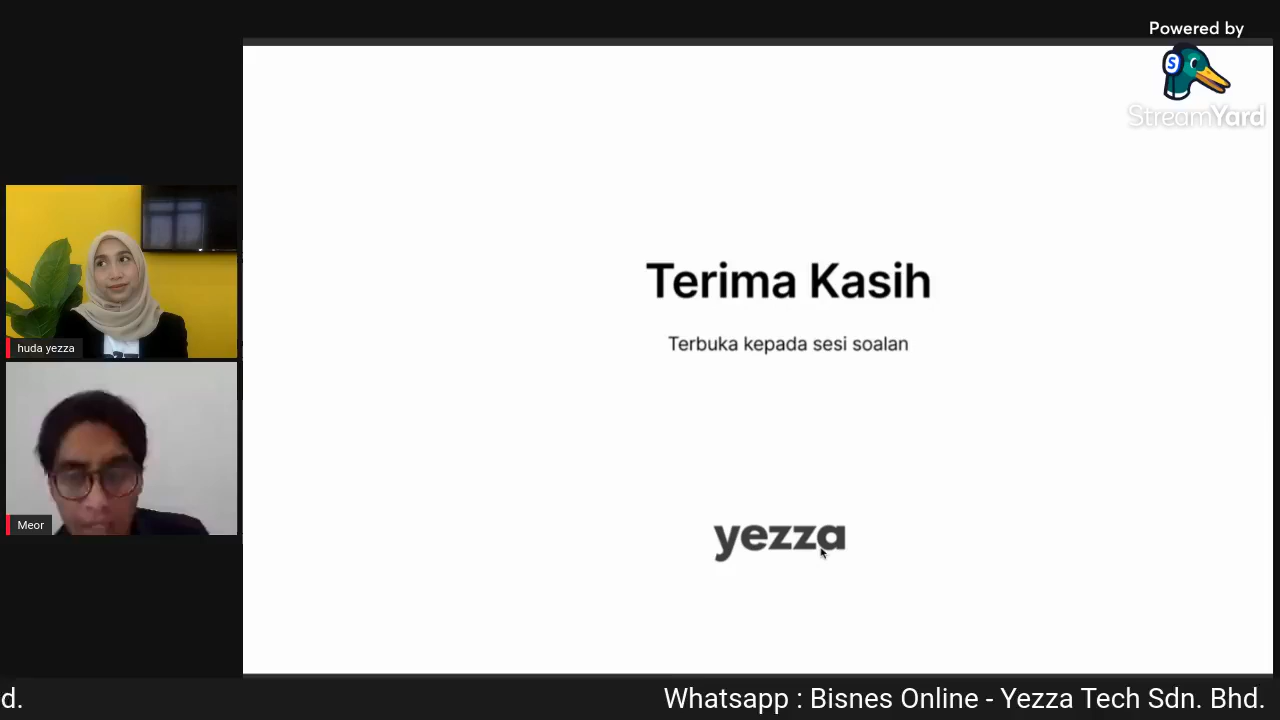 Powered by
StreamYard
Terima Kasih
Terbuka kepada sesi soalan
huda yezza
Meor
yezza
d.
Whatsapp : Bisnes Online - Yezza Tech Sdn. Bhd.